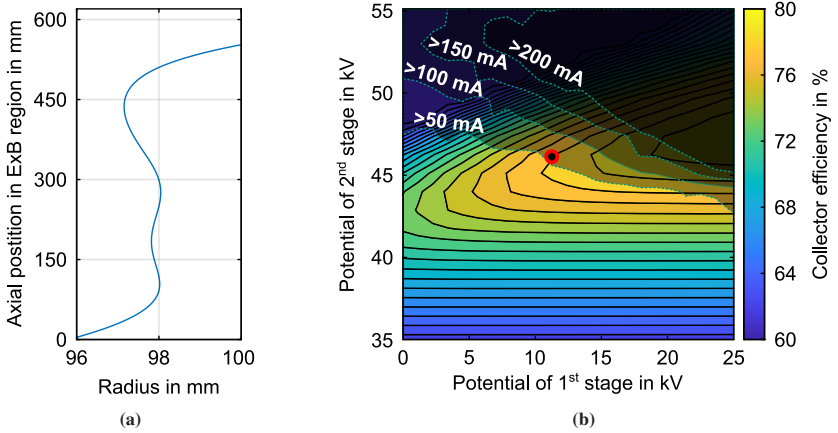 600
450
300
150
0
96
98
100
Axial postition in ExB region in mm
Radius in mm
(a)
55
50
45
40
35
0
5
10
15
20
25
Potential of 2nd stage in kV
Potential of 1st stage in kV
>150 mA
>200 mA
>100 mA
>50 mA
80
76
72
68
64
60
Collector efficiency in %
(b)